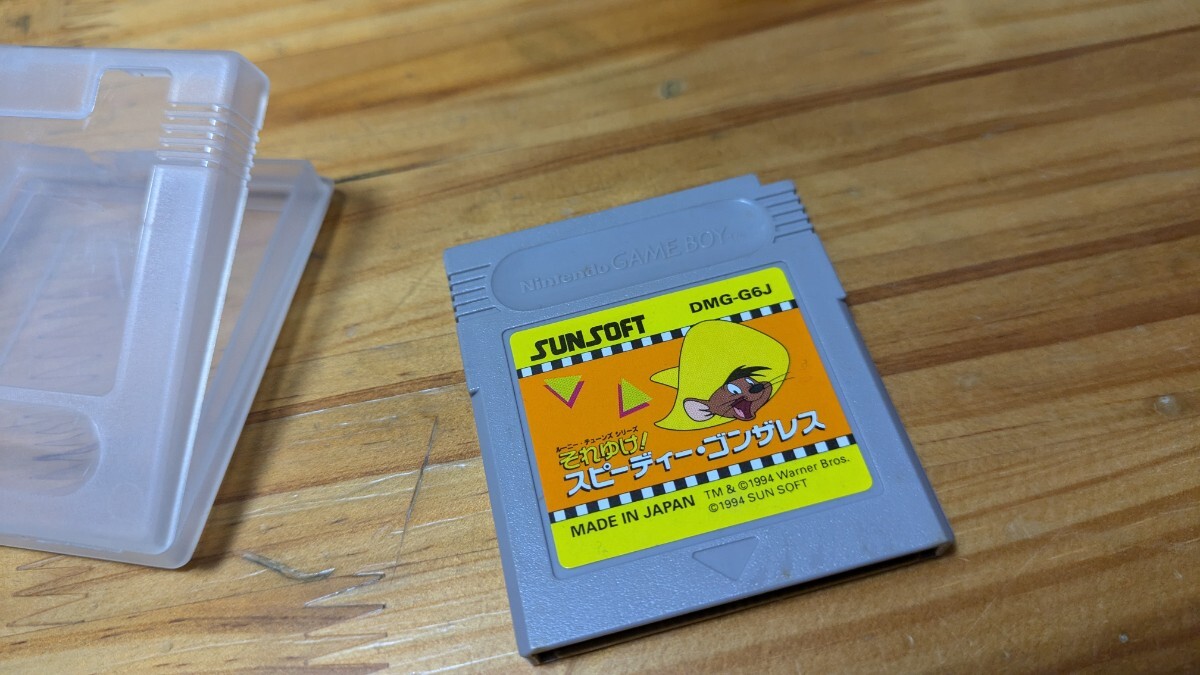 Nintendo GAME BOY
SUNSOFT
DMG-G6J
ルーニー・チューンズ シリーズ
それゆけ!
スピーディー・ゴンザレス
MADE IN JAPAN
TM & ©1994 Warner Bros.
©1994 SUN SOFT